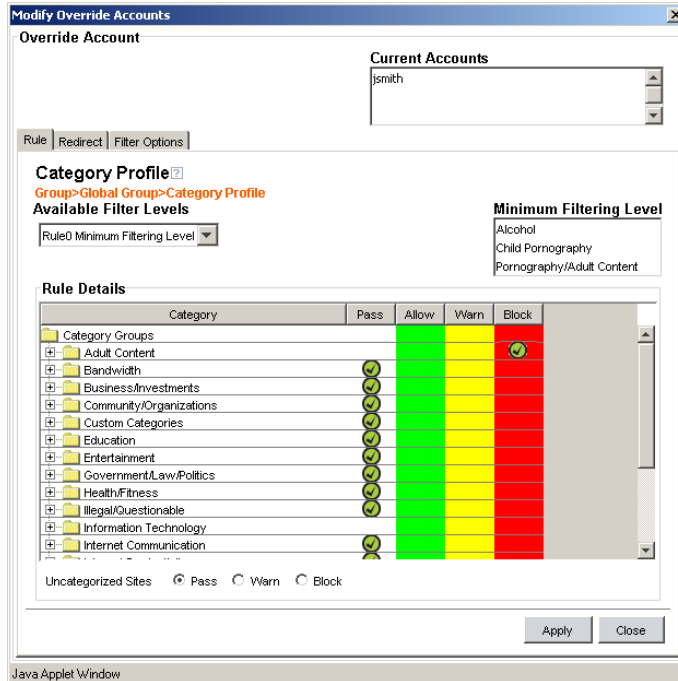 Modify Override Accounts
Override Account
Current Accounts
jsmith
Rule Redirect Filter Options
Category Profile ?
Group>Global Group>Category Profile
Available Filter Levels
Minimum Filtering Level
Rule0 Minimum Filtering Level
Alcohol
Child Pornography
Pornography/Adult Content
Rule Details
Category Pass Allow Warn Block
Category Groups
Adult Content
Bandwidth
Business/Investments
Community/Organizations
Custom Categories
Education
Entertainment
Government/Law/Politics
Health/Fitness
Illegal/Questionable
Information Technology
Internet Communication
Uncategorized Sites Pass Warn Block
Apply Close
Java Applet Window